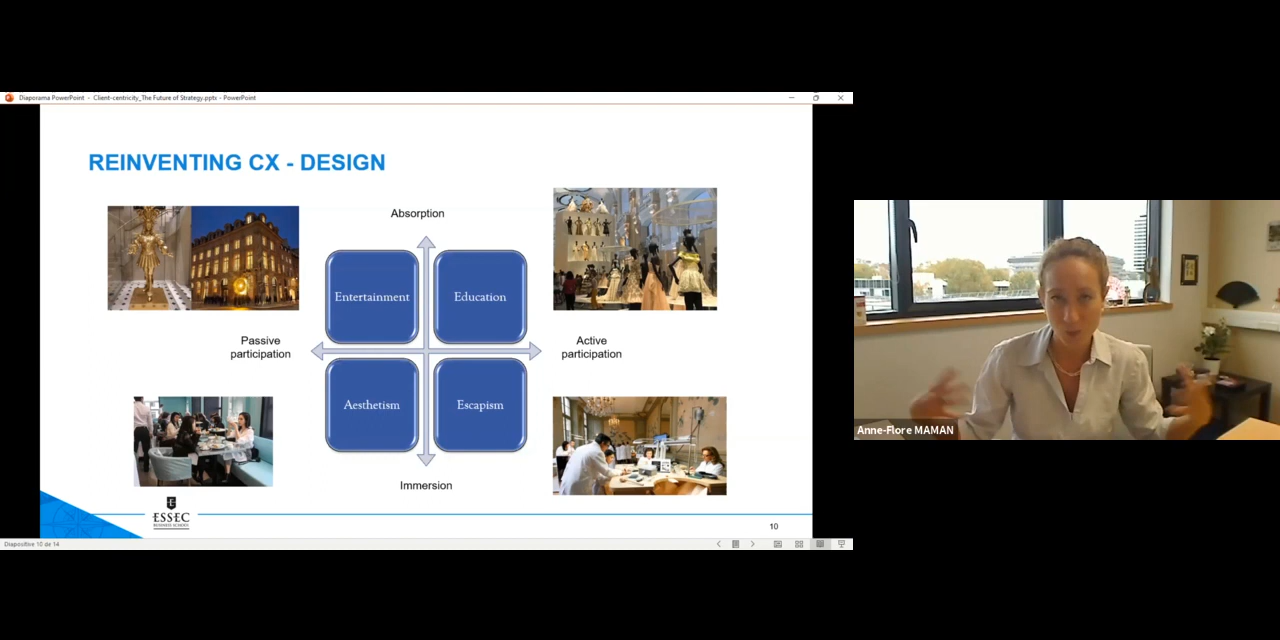 Diaporama PowerPoint - Client-centricity_The Future of Strategy.pptx - PowerPoint
REINVENTING CX - DESIGN
Absorption
Entertainment
Education
Passive
participation
Active
participation
Aesthetism
Escapism
Immersion
ESSEC
BUSINESS SCHOOL
10
Diapositive 10 de 14
Anne-Flore MAMAN